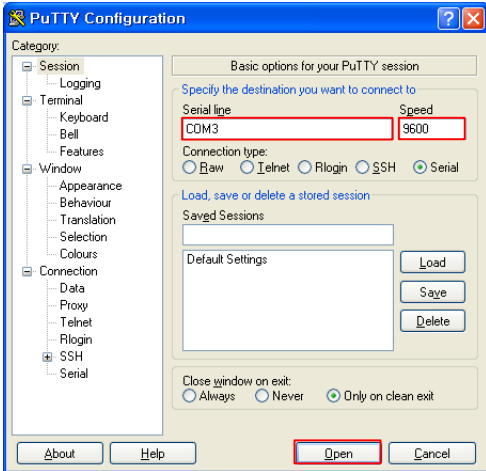 PuTTY Configuration
Category:
Session
Logging
Terminal
Keyboard
Bell
Features
Window
Appearance
Behaviour
Translation
Selection
Colours
Connection
Data
Proxy
Telnet
Rlogin
SSH
Serial
Basic options for your PuTTY session
Specify the destination you want to connect to
Serial line Speed
COM3 9600
Connection type:
Raw Telnet Rlogin SSH Serial
Load, save or delete a stored session
Saved Sessions
Default Settings
Load
Save
Delete
Close window on exit:
Always Never Only on clean exit
About Help Open Cancel